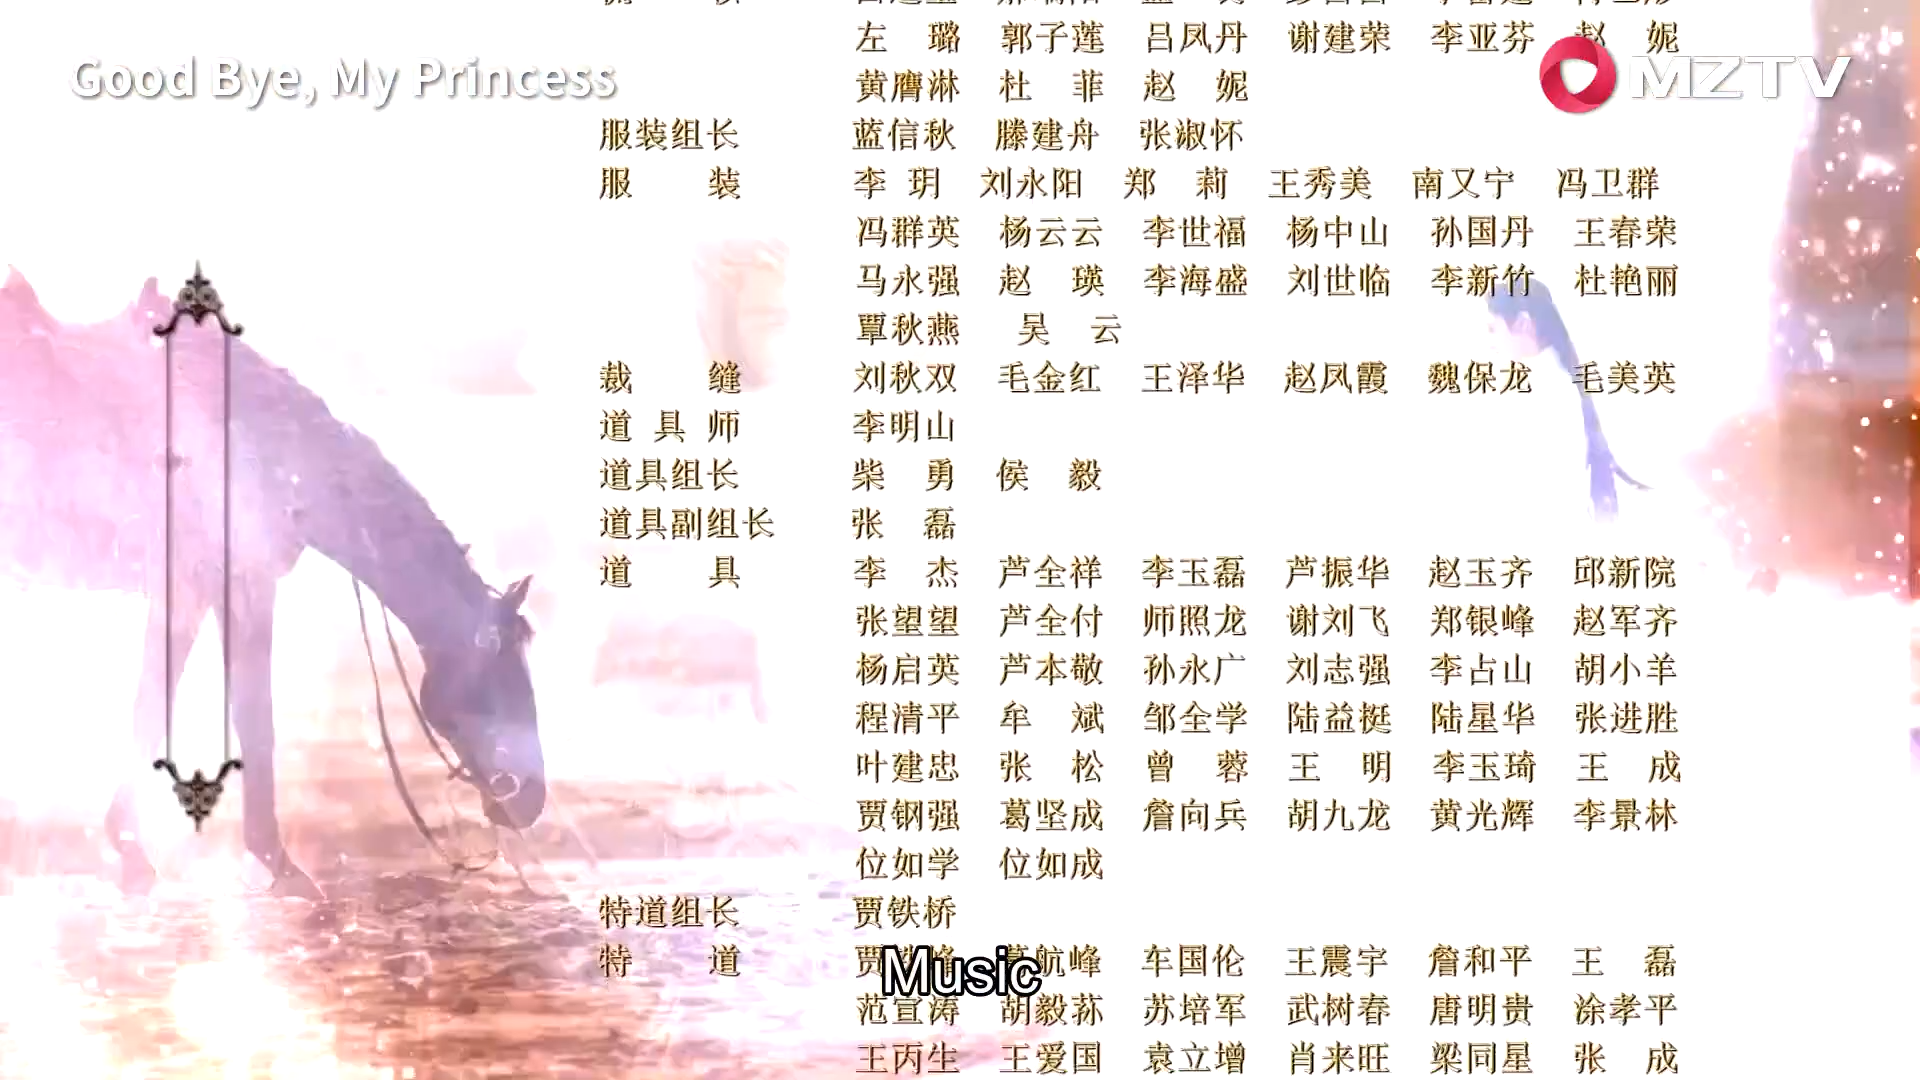 左 璐 郭子莲 吕凤丹 谢建荣 李亚芬 赵 妮
Good Bye, My Princess
MZTV
黄膺淋 杜 菲 赵 妮
服装组长 蓝信秋 滕建舟 张淑怀
服 装 李 玥 刘永阳 郑 莉 王秀美 南又宁 冯卫群
冯群英 杨云云 李世福 杨中山 孙国丹 王春荣
马永强 赵 瑛 李海盛 刘世临 李新竹 杜艳丽
覃秋燕 吴 云
裁 缝 刘秋双 毛金红 王泽华 赵凤霞 魏保龙 毛美英
道 具 师 李明山
道具组长 柴 勇 侯 毅
道具副组长 张 磊
道 具 李 杰 芦全祥 李玉磊 芦振华 赵玉齐 邱新院
张望望 芦全付 师照龙 谢刘飞 郑银峰 赵军齐
杨启英 芦本敬 孙永广 刘志强 李占山 胡小羊
程清平 牟 斌 邹全学 陆益挺 陆星华 张进胜
叶建忠 张 松 曾 蓉 王 明 李玉琦 王 成
贾钢强 葛坚成 詹向兵 胡九龙 黄光辉 李景林
位如学 位如成
特道组长 贾铁桥
特 道 葛航峰 车国伦 王震宇 詹和平 王 磊
Music
范宣涛 胡毅荪 苏培军 武树春 唐明贵 涂孝平
王丙生 王爱国 袁立增 肖来旺 梁同星 张 成